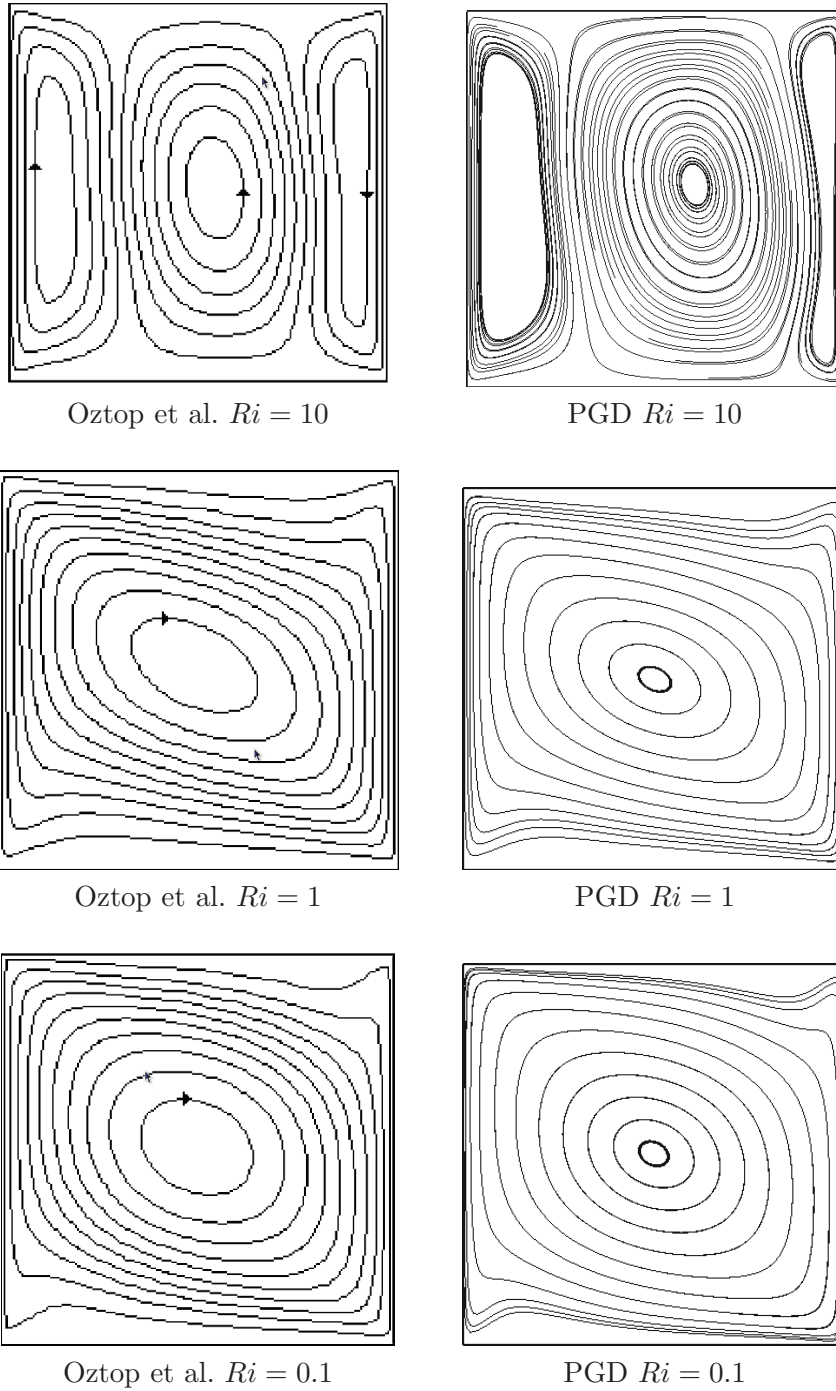 Oztop et al. Ri = 10
PGD Ri = 10
Oztop et al. Ri = 1
PGD Ri = 1
Oztop et al. Ri = 0.1
PGD Ri = 0.1